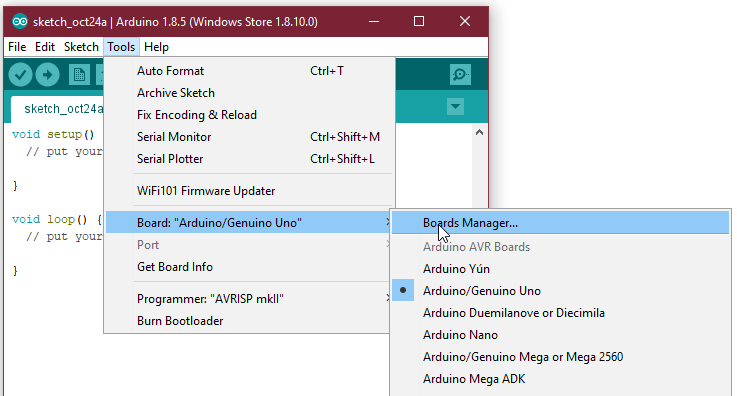 sketch_oct24a | Arduino 1.8.5 (Windows Store 1.8.10.0)
File Edit Sketch Tools Help
sketch_oct24a
void setup()
// put your
}
void loop() {
// put your
}
Auto Format Ctrl+T
Archive Sketch
Fix Encoding & Reload
Serial Monitor Ctrl+Shift+M
Serial Plotter Ctrl+Shift+L
WiFi101 Firmware Updater
Board: "Arduino/Genuino Uno"
Port
Get Board Info
Programmer: "AVRISP mkII"
Burn Bootloader
Boards Manager...
Arduino AVR Boards
Arduino Yún
Arduino/Genuino Uno
Arduino Duemilanove or Diecimila
Arduino Nano
Arduino/Genuino Mega or Mega 2560
Arduino Mega ADK